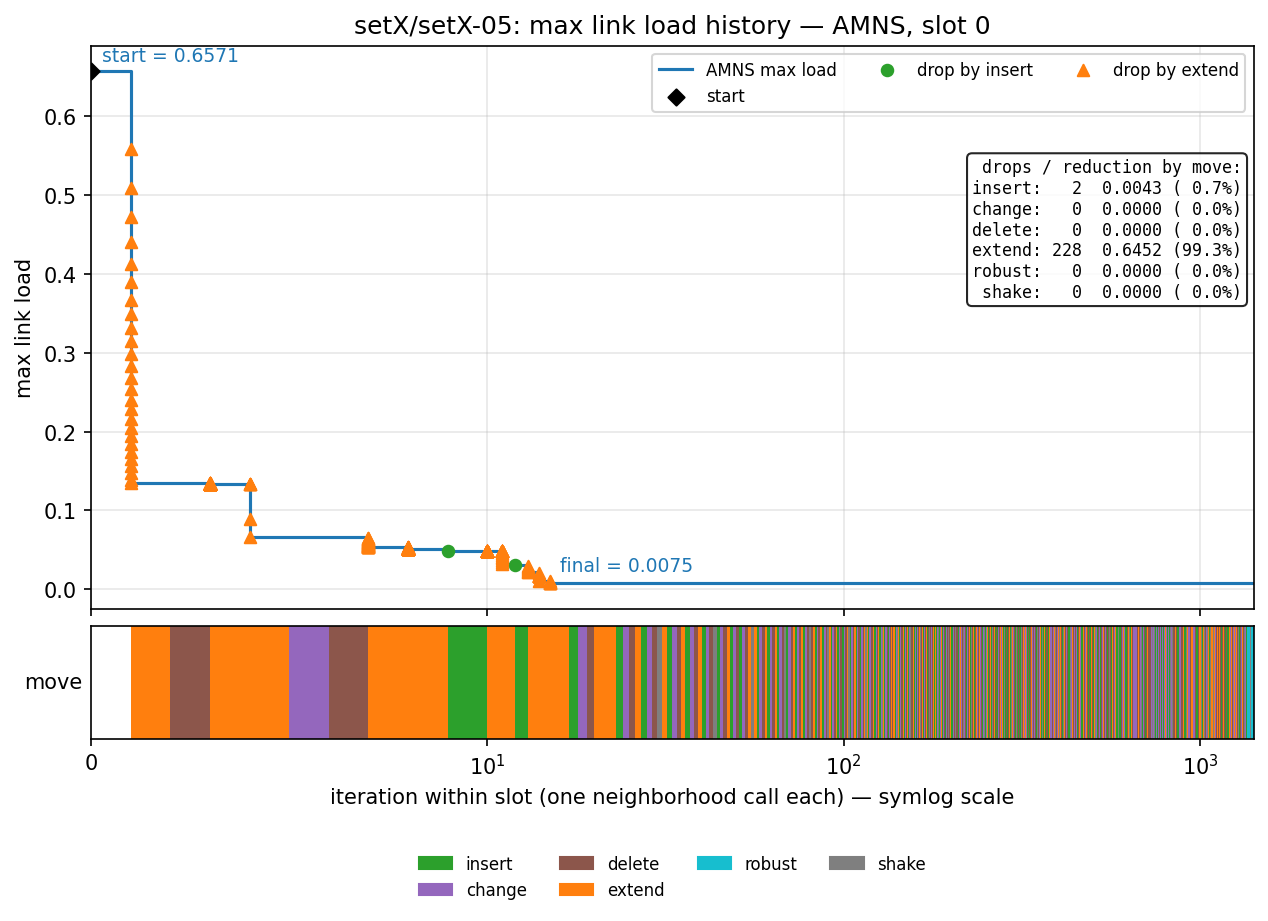 setX/setX-05: max link load history — AMNS, slot 0
start = 0.6571
AMNS max load
drop by insert
drop by extend
start
drops / reduction by move:
insert:   2  0.0043 ( 0.7%)
change:   0  0.0000 ( 0.0%)
delete:   0  0.0000 ( 0.0%)
extend: 228  0.6452 (99.3%)
robust:   0  0.0000 ( 0.0%)
shake:   0  0.0000 ( 0.0%)
max link load
0.6
0.5
0.4
0.3
0.2
0.1
0.0
final = 0.0075
move
0
10¹
10²
10³
iteration within slot (one neighborhood call each) — symlog scale
insert
delete
robust
shake
change
extend